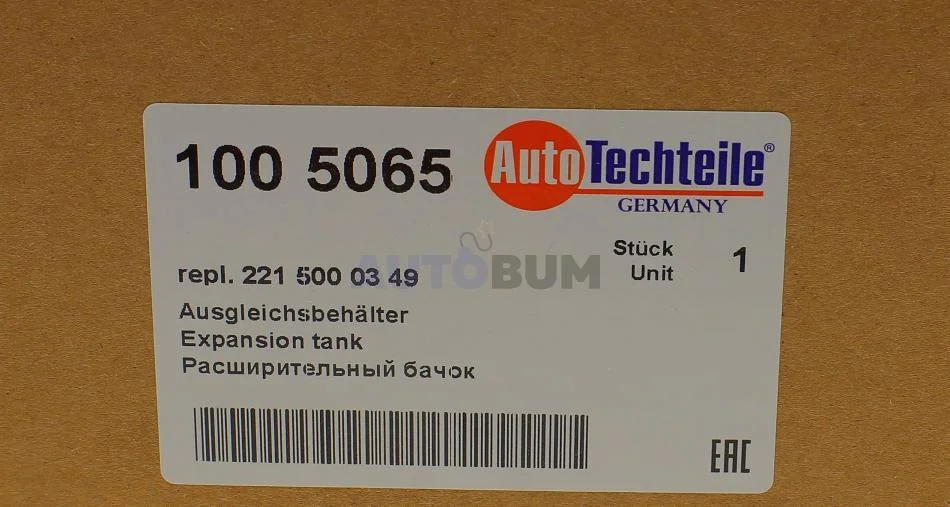 100 5065
AutoTechteile®
GERMANY
Stück 1
Unit
repl. 221 500 03 49
AUTOBUM
Ausgleichsbehälter
Expansion tank
Расширительный бачок
EAC